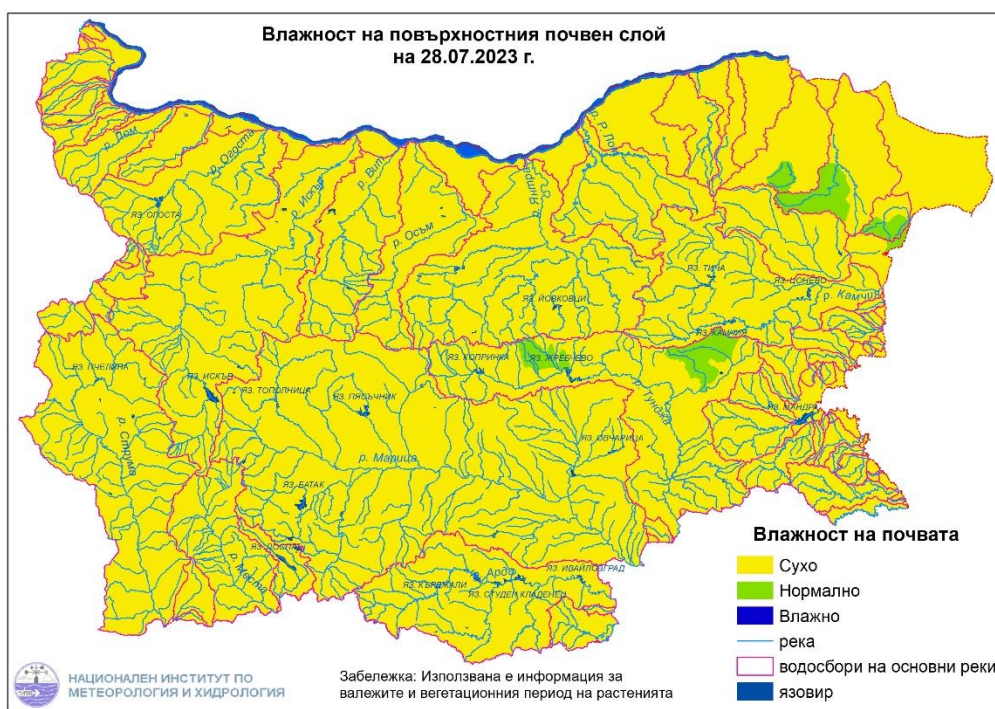 Влажност на повърхностния почвен слой
на 28.07.2023 г.
р. Лом
р. Огоста
р. Искър
р. Вит
р. Осъм
р. Янтра
р. Р. Лом
ЯЗ. ОГОСТА
ЯЗ. ТИЧА
ЯЗ. ЦОНЕВО
р. Камчия
ЯЗ. ЙОВКОВЦИ
ЯЗ. КАМЧИЯ
ЯЗ. КОПРИНКА
ЯЗ. ЖРЕБЧЕВО
ЯЗ. ПЧЕЛИНА
ЯЗ. ИСКЪР
ЯЗ. ТОПОЛНИЦА
ЯЗ. ПЯСЪЧНИК
р. Тунджа
ЯЗ. МАНДРА
р. Струма
р. Марица
ЯЗ. ОВЧАРИЦА
ЯЗ. БАТАК
ЯЗ. ДОСПАТ
р. Места
р. Арда
ЯЗ. ИВАЙЛОВГРАД
ЯЗ. КЪРДЖАЛИ
ЯЗ. СТУДЕН КЛАДЕНЕЦ
Влажност на почвата
Сухо
Нормално
Влажно
река
водосбори на основни реки
язовир
НАЦИОНАЛЕН ИНСТИТУТ ПО
МЕТЕОРОЛОГИЯ И ХИДРОЛОГИЯ
Забележка: Използвана е информация за
валежите и вегетационния период на растенията